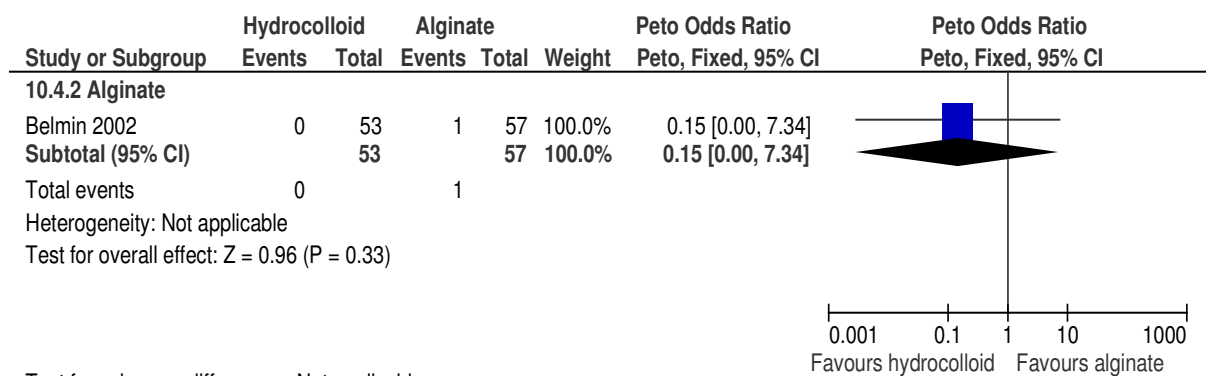 Hydrocolloid Alginate Peto Odds Ratio Peto Odds Ratio
Study or Subgroup Events Total Events Total Weight Peto, Fixed, 95% CI Peto, Fixed, 95% CI
10.4.2 Alginate
Belmin 2002 0 53 1 57 100.0% 0.15 [0.00, 7.34]
Subtotal (95% CI) 53 57 100.0% 0.15 [0.00, 7.34]
Total events 0 1
Heterogeneity: Not applicable
Test for overall effect: Z = 0.96 (P = 0.33)
0.001 0.1 1 10 1000
Favours hydrocolloid Favours alginate